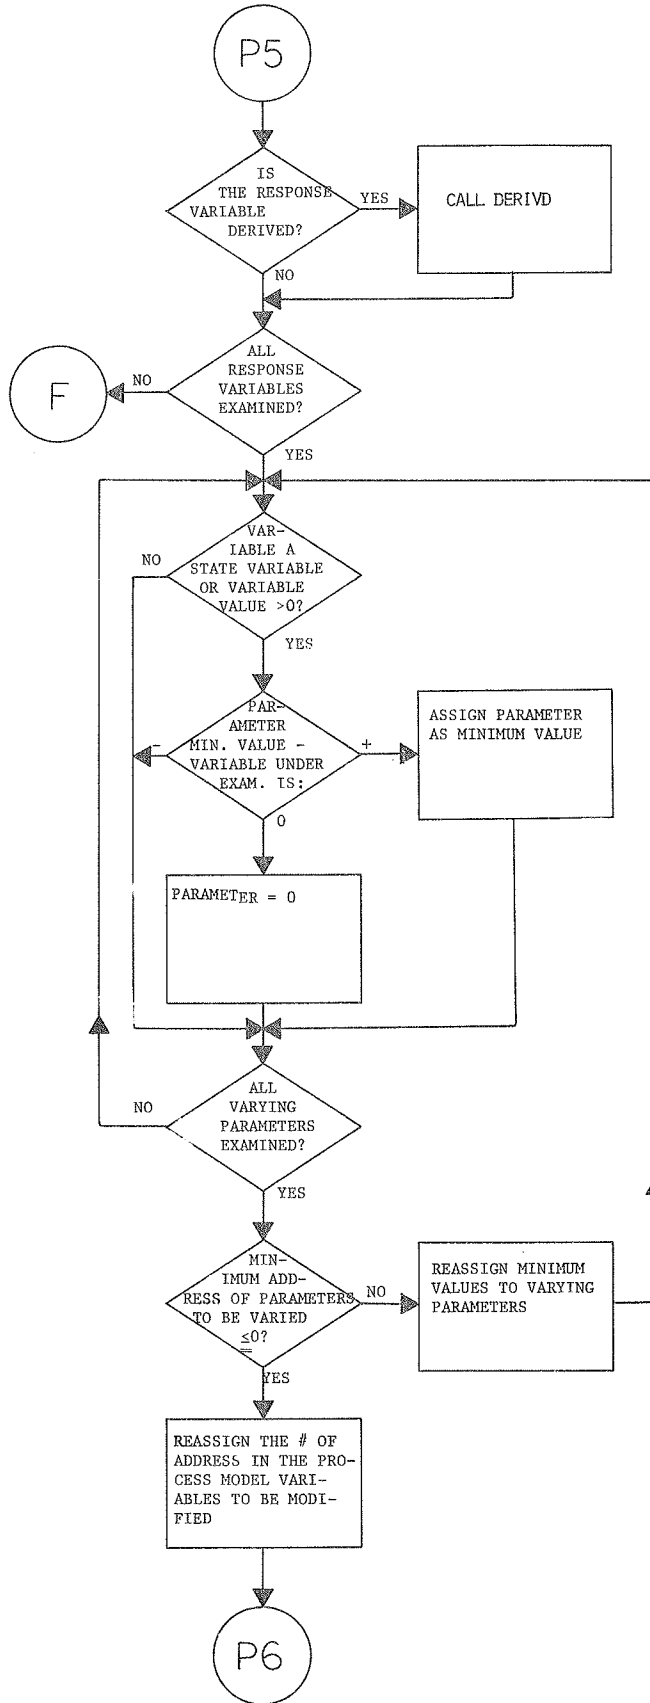 P5
IS
THE RESPONSE
VARIABLE
DERIVED?
YES
CALL DERIVD
NO
ALL
RESPONSE
VARIABLES
EXAMINED?
NO
F
YES
VAR-
IABLE A
STATE VARIABLE
OR VARIABLE
VALUE >0?
NO
YES
PAR-
AMETER
MIN. VALUE -
VARIABLE UNDER
EXAM. IS:
-
+
ASSIGN PARAMETER
AS MINIMUM VALUE
0
PARAMETER = 0
ALL
VARYING
PARAMETERS
EXAMINED?
NO
YES
MIN-
IMUM ADD-
RESS OF PARAMETERS
TO BE VARIED
≤0?
NO
REASSIGN MINIMUM
VALUES TO VARYING
PARAMETERS
YES
REASSIGN THE # OF
ADDRESS IN THE PRO-
CESS MODEL VARI-
ABLES TO BE MODI-
FIED
P6